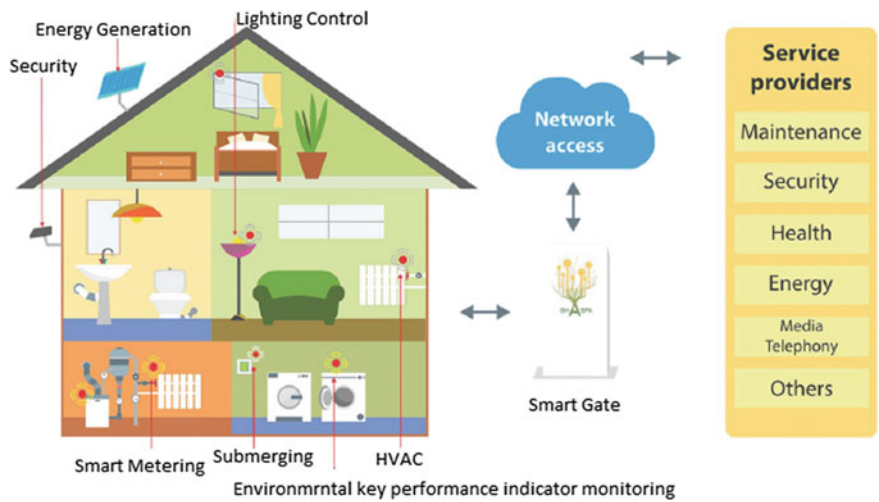 Lighting Control
Energy Generation
Security
Network
access
Smart Gate
Smart Metering
Submerging
HVAC
Environmrntal key performance indicator monitoring
Service
providers
Maintenance
Security
Health
Energy
Media
Telephony
Others